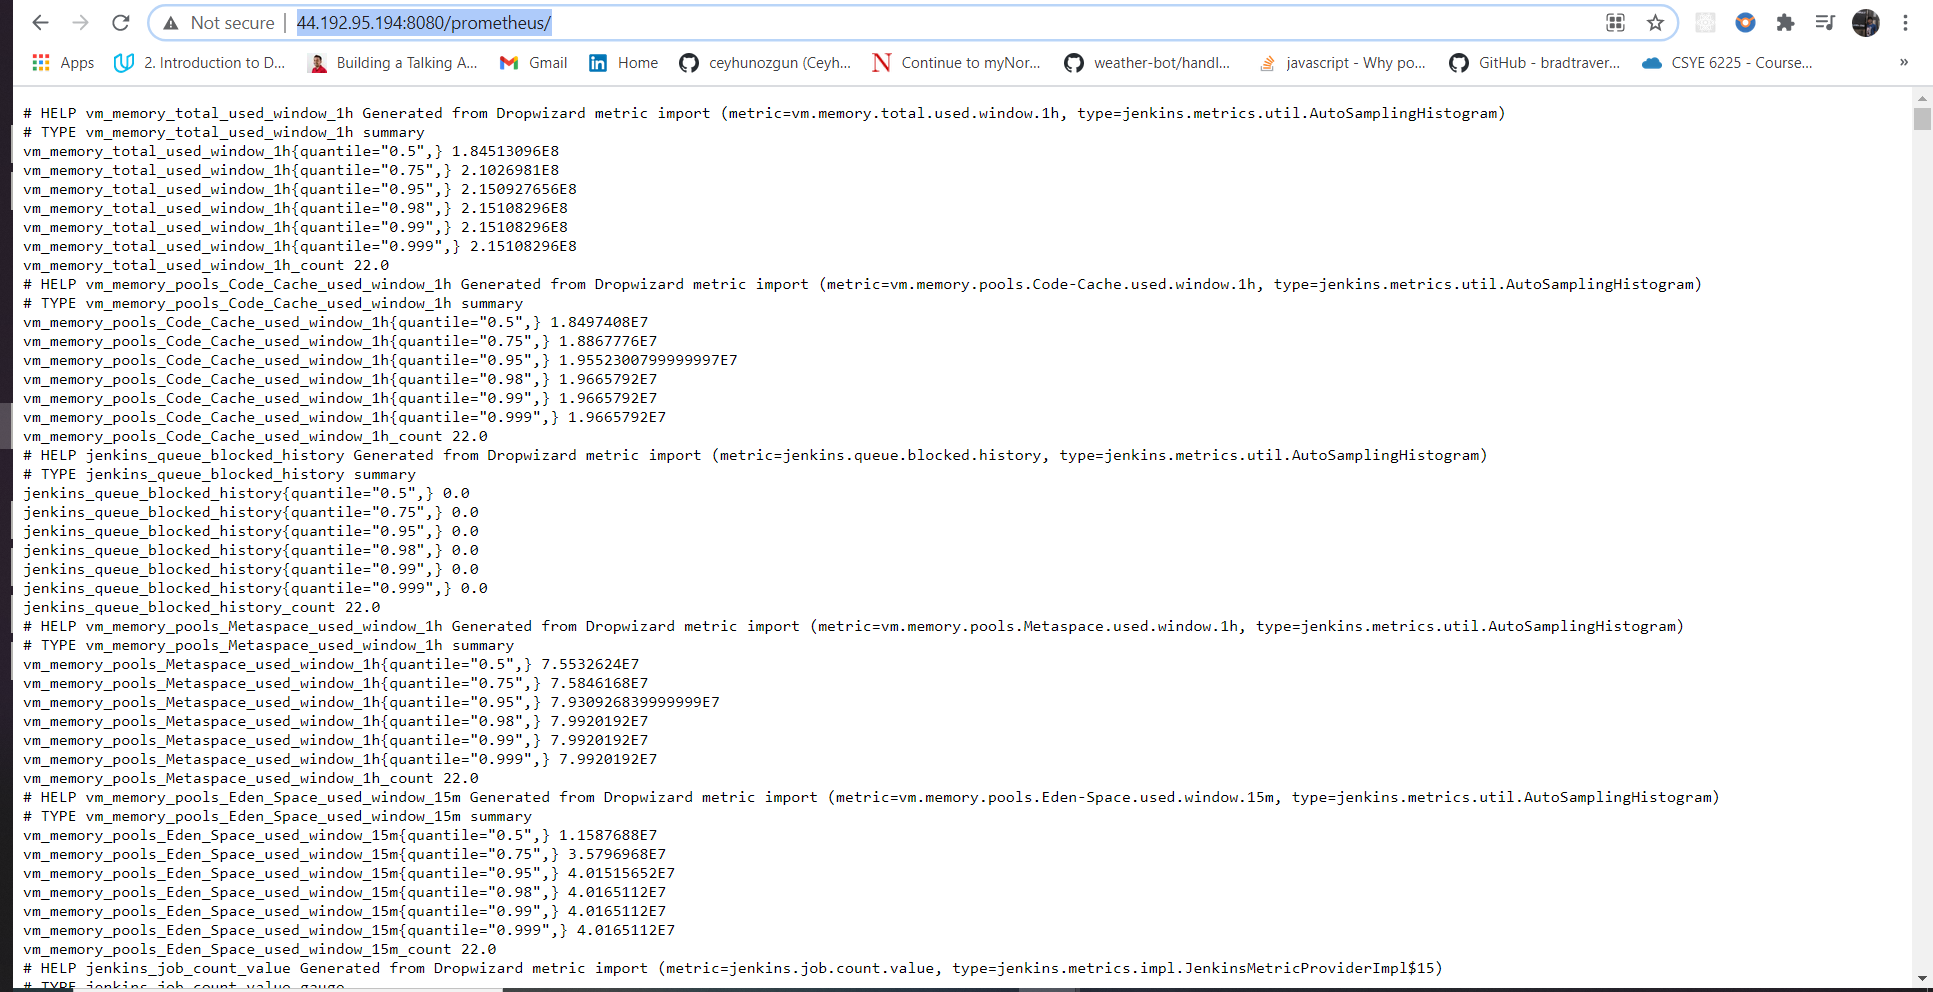 Not secure | 44.192.95.194:8080/prometheus/
Apps 2. Introduction to D... Building a Talking A... Gmail Home ceyhunozgun (Ceyh... Continue to myNor... weather-bot/handl... javascript - Why po... GitHub - bradtraver... CSYE 6225 - Course... »
# HELP vm_memory_total_used_window_1h Generated from Dropwizard metric import (metric=vm.memory.total.used.window.1h, type=jenkins.metrics.util.AutoSamplingHistogram)
# TYPE vm_memory_total_used_window_1h summary
vm_memory_total_used_window_1h{quantile="0.5",} 1.84513096E8
vm_memory_total_used_window_1h{quantile="0.75",} 2.1026981E8
vm_memory_total_used_window_1h{quantile="0.95",} 2.150927656E8
vm_memory_total_used_window_1h{quantile="0.98",} 2.15108296E8
vm_memory_total_used_window_1h{quantile="0.99",} 2.15108296E8
vm_memory_total_used_window_1h{quantile="0.999",} 2.15108296E8
vm_memory_total_used_window_1h_count 22.0
# HELP vm_memory_pools_Code_Cache_used_window_1h Generated from Dropwizard metric import (metric=vm.memory.pools.Code-Cache.used.window.1h, type=jenkins.metrics.util.AutoSamplingHistogram)
# TYPE vm_memory_pools_Code_Cache_used_window_1h summary
vm_memory_pools_Code_Cache_used_window_1h{quantile="0.5",} 1.8497408E7
vm_memory_pools_Code_Cache_used_window_1h{quantile="0.75",} 1.8867776E7
vm_memory_pools_Code_Cache_used_window_1h{quantile="0.95",} 1.9552300799999997E7
vm_memory_pools_Code_Cache_used_window_1h{quantile="0.98",} 1.9665792E7
vm_memory_pools_Code_Cache_used_window_1h{quantile="0.99",} 1.9665792E7
vm_memory_pools_Code_Cache_used_window_1h{quantile="0.999",} 1.9665792E7
vm_memory_pools_Code_Cache_used_window_1h_count 22.0
# HELP jenkins_queue_blocked_history Generated from Dropwizard metric import (metric=jenkins.queue.blocked.history, type=jenkins.metrics.util.AutoSamplingHistogram)
# TYPE jenkins_queue_blocked_history summary
jenkins_queue_blocked_history{quantile="0.5",} 0.0
jenkins_queue_blocked_history{quantile="0.75",} 0.0
jenkins_queue_blocked_history{quantile="0.95",} 0.0
jenkins_queue_blocked_history{quantile="0.98",} 0.0
jenkins_queue_blocked_history{quantile="0.99",} 0.0
jenkins_queue_blocked_history{quantile="0.999",} 0.0
jenkins_queue_blocked_history_count 22.0
# HELP vm_memory_pools_Metaspace_used_window_1h Generated from Dropwizard metric import (metric=vm.memory.pools.Metaspace.used.window.1h, type=jenkins.metrics.util.AutoSamplingHistogram)
# TYPE vm_memory_pools_Metaspace_used_window_1h summary
vm_memory_pools_Metaspace_used_window_1h{quantile="0.5",} 7.5532624E7
vm_memory_pools_Metaspace_used_window_1h{quantile="0.75",} 7.5846168E7
vm_memory_pools_Metaspace_used_window_1h{quantile="0.95",} 7.930926839999999E7
vm_memory_pools_Metaspace_used_window_1h{quantile="0.98",} 7.9920192E7
vm_memory_pools_Metaspace_used_window_1h{quantile="0.99",} 7.9920192E7
vm_memory_pools_Metaspace_used_window_1h{quantile="0.999",} 7.9920192E7
vm_memory_pools_Metaspace_used_window_1h_count 22.0
# HELP vm_memory_pools_Eden_Space_used_window_15m Generated from Dropwizard metric import (metric=vm.memory.pools.Eden-Space.used.window.15m, type=jenkins.metrics.util.AutoSamplingHistogram)
# TYPE vm_memory_pools_Eden_Space_used_window_15m summary
vm_memory_pools_Eden_Space_used_window_15m{quantile="0.5",} 1.1587688E7
vm_memory_pools_Eden_Space_used_window_15m{quantile="0.75",} 3.5796968E7
vm_memory_pools_Eden_Space_used_window_15m{quantile="0.95",} 4.01515652E7
vm_memory_pools_Eden_Space_used_window_15m{quantile="0.98",} 4.0165112E7
vm_memory_pools_Eden_Space_used_window_15m{quantile="0.99",} 4.0165112E7
vm_memory_pools_Eden_Space_used_window_15m{quantile="0.999",} 4.0165112E7
vm_memory_pools_Eden_Space_used_window_15m_count 22.0
# HELP jenkins_job_count_value Generated from Dropwizard metric import (metric=jenkins.job.count.value, type=jenkins.metrics.impl.JenkinsMetricProviderImpl$15)
# TYPE jenkins_job_count_value gauge